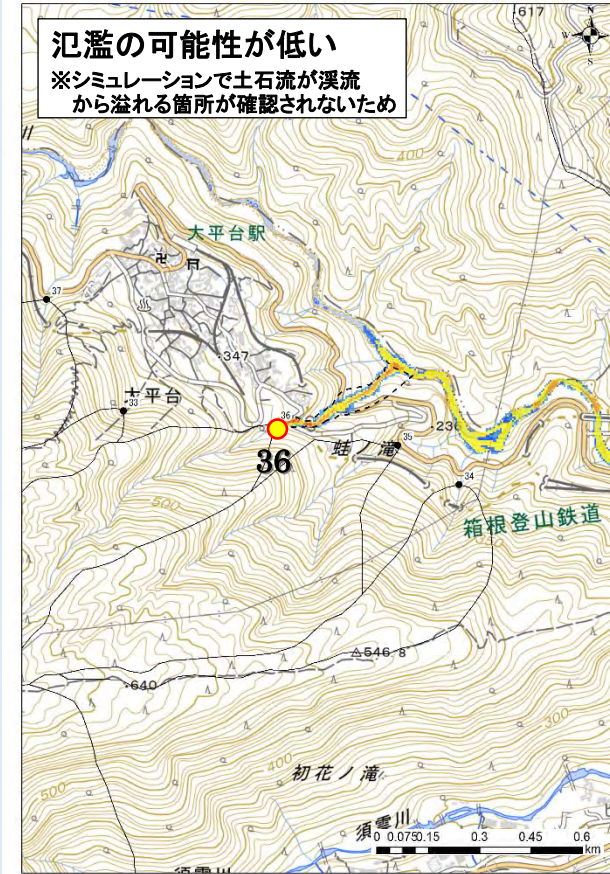 氾濫の可能性が低い
※シミュレーションで土石流が渓流
から溢れる箇所が確認されないため
617
N
W
E
S
川
400
大平台駅
卍
37
347
33
大平台
36
36
蛙ノ滝
35
34
500
箱根登山鉄道
546.8
640
300
400
初花ノ滝
500
須雲川
0 0.075 0.15 0.3 0.45 0.6
km
須雲川